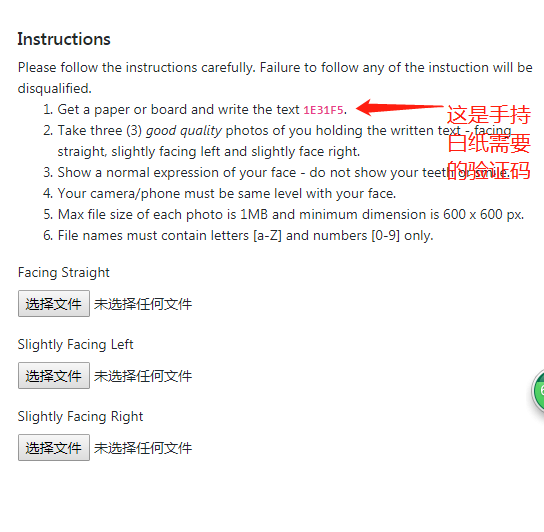 Instructions
Please follow the instructions carefully. Failure to follow any of the instuction will be
disqualified.
1. Get a paper or board and write the text 1E31F5.
这是手持
白纸需要
的验证码
2. Take three (3) good quality photos of you holding the written text - facing
straight, slightly facing left and slightly face right.
3. Show a normal expression of your face - do not show your teeth or smile.
4. Your camera/phone must be same level with your face.
5. Max file size of each photo is 1MB and minimum dimension is 600 x 600 px.
6. File names must contain letters [a-Z] and numbers [0-9] only.
Facing Straight
选择文件 未选择任何文件
Slightly Facing Left
选择文件 未选择任何文件
Slightly Facing Right
选择文件 未选择任何文件